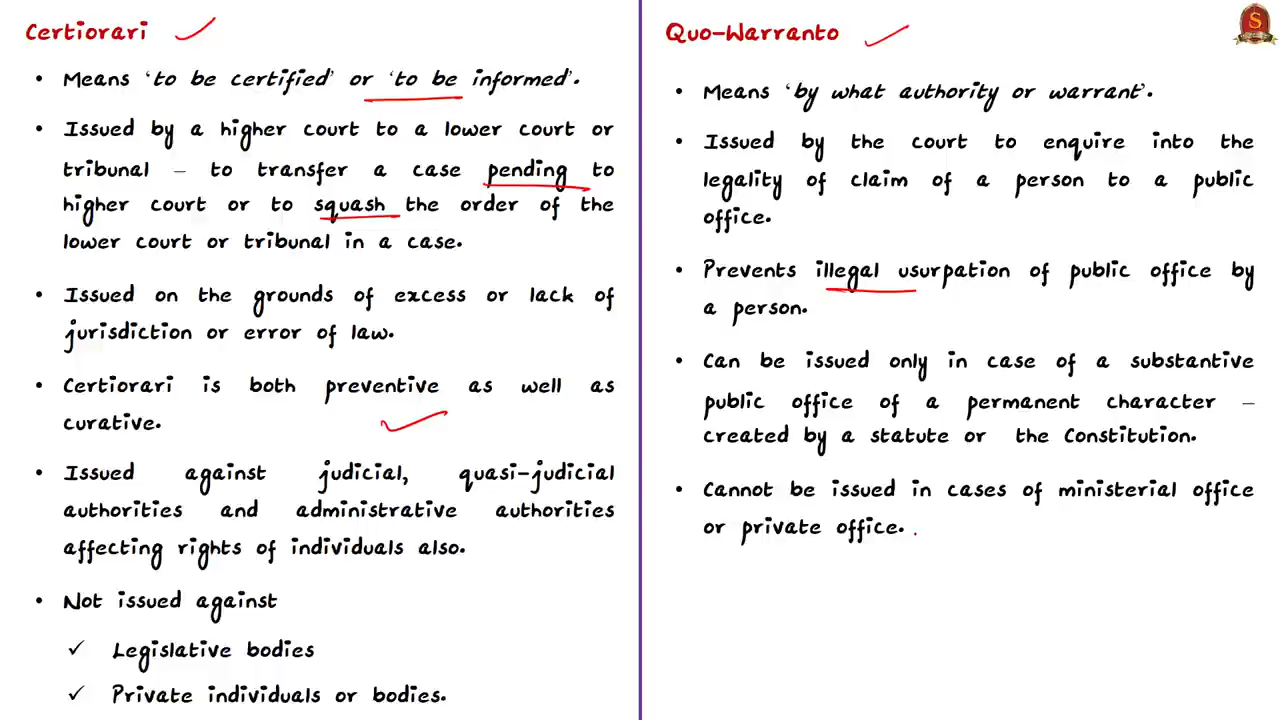 Certiorari
• Means 'to be certified' or 'to be informed'.
• Issued by a higher court to a lower court or
tribunal – to transfer a case pending to
higher court or to squash the order of the
lower court or tribunal in a case.
• Issued on the grounds of excess or lack of
jurisdiction or error of law.
• Certiorari is both preventive as well as
curative.
• Issued against judicial, quasi-judicial
authorities and administrative authorities
affecting rights of individuals also.
• Not issued against
✓ Legislative bodies
✓ Private individuals or bodies.
Quo-Warranto
• Means 'by what authority or warrant'.
• Issued by the court to enquire into the
legality of claim of a person to a public
office.
• Prevents illegal usurpation of public office by
a person.
• Can be issued only in case of a substantive
public office of a permanent character –
created by a statute or the Constitution.
• Cannot be issued in cases of ministerial office
or private office.
S